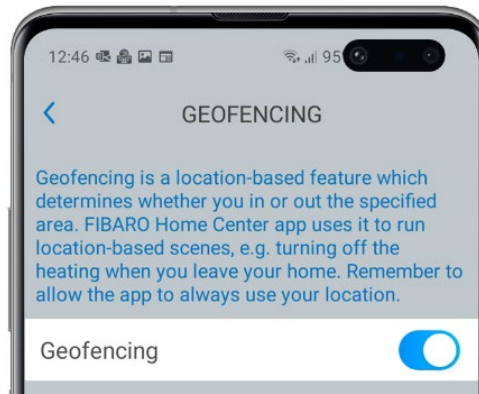 12:46 95
GEOFENCING
Geofencing is a location-based feature which
determines whether you in or out the specified
area. FIBARO Home Center app uses it to run
location-based scenes, e.g. turning off the
heating when you leave your home. Remember to
allow the app to always use your location.
Geofencing